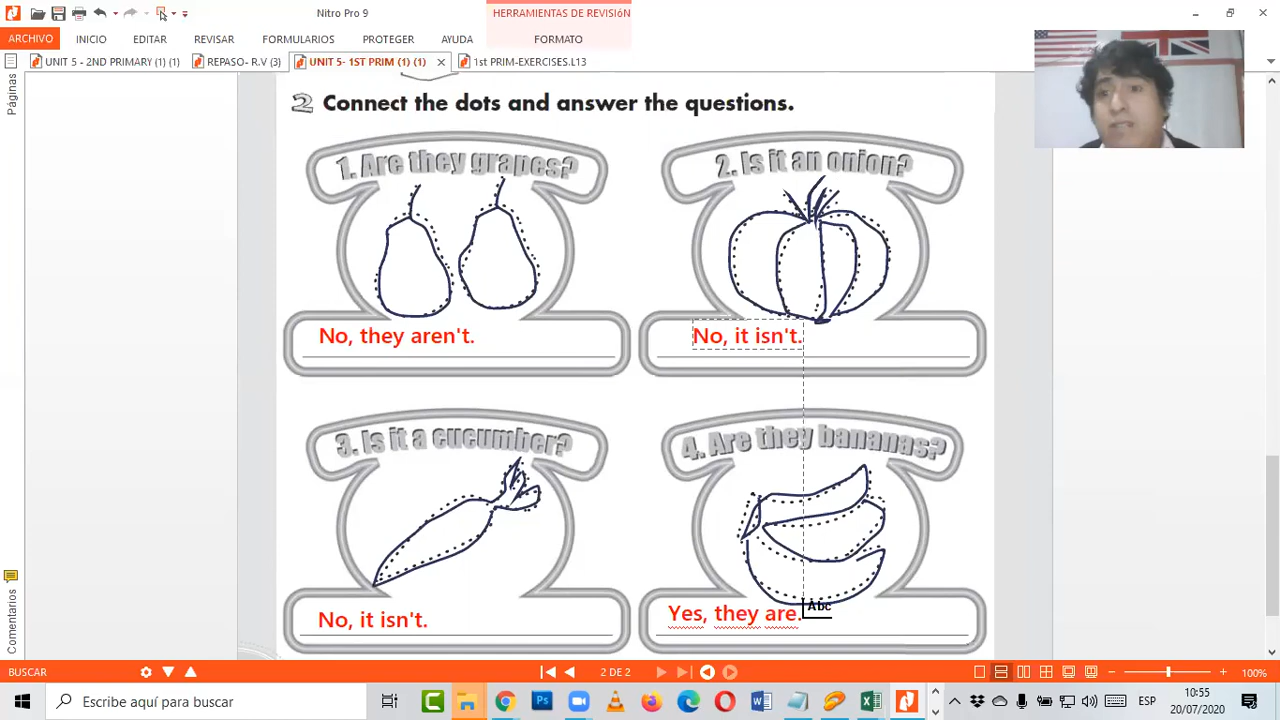 Nitro Pro 9
HERRAMIENTAS DE REVISIóN
ARCHIVO INICIO EDITAR REVISAR FORMULARIOS PROTEGER AYUDA FORMATO
UNIT 5 - 2ND PRIMARY (1) (1) REPASO- R.V (3) UNIT 5- 1ST PRIM (1) (1) 1st PRIM-EXERCISES.L13
Páginas
2 Connect the dots and answer the questions.
1. Are they grapes?
2. Is it an onion?
No, they aren't.
No, it isn't.
3. Is it a cucumber?
4. Are they bananas?
No, it isn't.
Yes, they are.
Abc
Comentarios
BUSCAR 2 DE 2 100%
Escribe aquí para buscar
ESP
10:55
20/07/2020